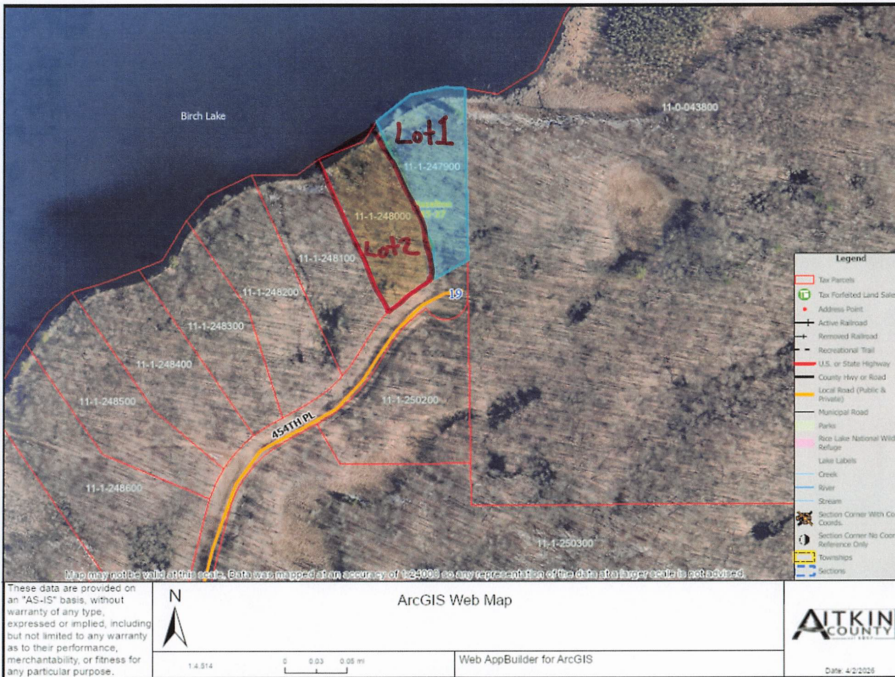 Birch Lake
11-0-043800
Lot1
11-1-247900
11-1-248000
Lot2
11-1-248100
11-1-248200
19
11-1-248300
11-1-248400
11-1-250200
11-1-248500
454TH PL
11-1-248600
11-1-250300
Legend
Tax Parcels
Tax Forfeited Land Sale
Address Point
Active Railroad
Removed Railroad
Recreational Trail
U.S. or State Highway
County Hwy or Road
Local Road (Public &
Private)
Municipal Road
Parks
Rice Lake National Wild
Refuge
Lake Labels
Creek
River
Stream
Section Corner With Co
Coords.
Section Corner No Coor
Reference Only
Townships
Sections
Map may not be valid at this scale. Data was mapped at an accuracy of 1:24000 so any representation of the data at a larger scale is not advised.
These data are provided on
an "AS-IS" basis, without
warranty of any type,
expressed or implied, including
but not limited to any warranty
as to their performance,
merchantability, or fitness for
any particular purpose.
N
ArcGIS Web Map
1:4,514
0 0.03 0.05 mi
Web AppBuilder for ArcGIS
AITKIN
COUNTY
Date: 4/2/2026